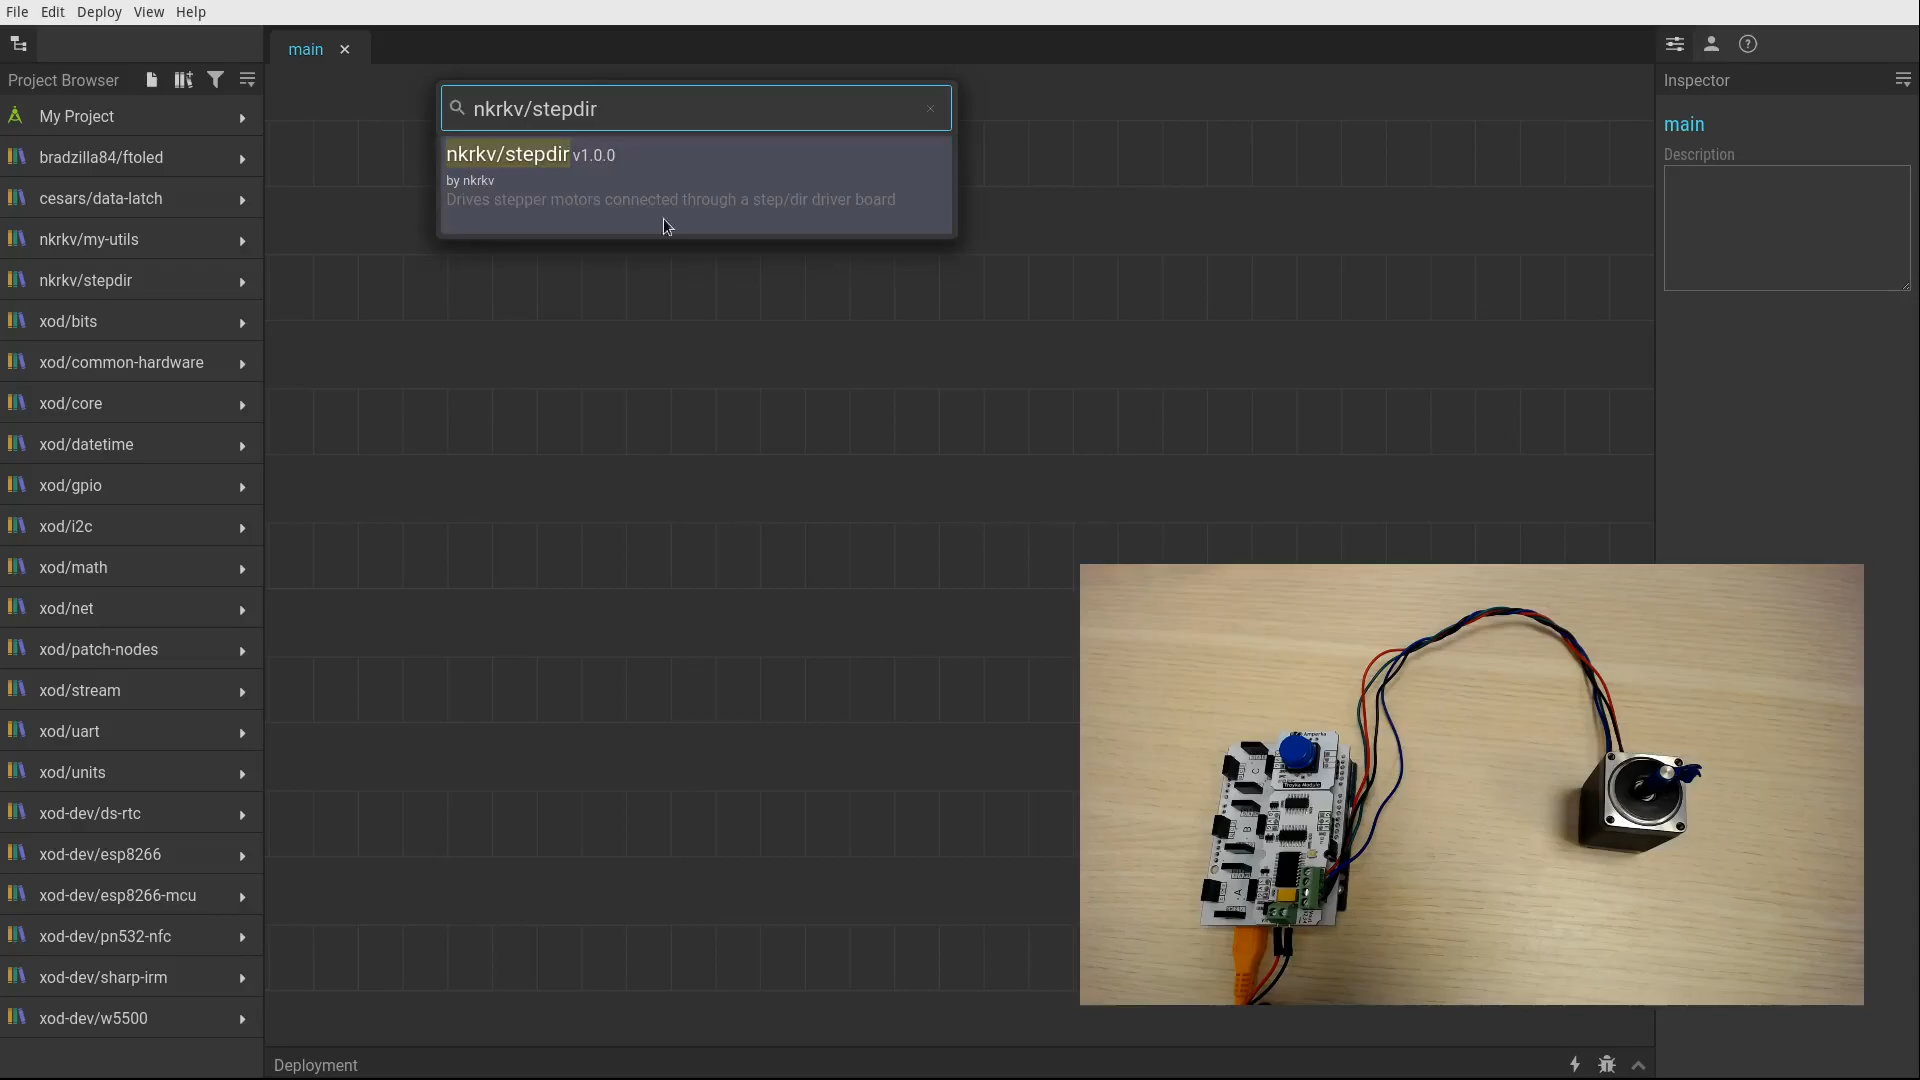 File Edit Deploy View Help
main
Project Browser
Inspector
nkrkv/stepdir
nkrkv/stepdir v1.0.0
by nkrkv
Drives stepper motors connected through a step/dir driver board
My Project
bradzilla84/ftoled
cesars/data-latch
nkrkv/my-utils
nkrkv/stepdir
xod/bits
xod/common-hardware
xod/core
xod/datetime
xod/gpio
xod/i2c
xod/math
xod/net
xod/patch-nodes
xod/stream
xod/uart
xod/units
xod-dev/ds-rtc
xod-dev/esp8266
xod-dev/esp8266-mcu
xod-dev/pn532-nfc
xod-dev/sharp-irm
xod-dev/w5500
main
Description
Amperka
C
Troyka Module
B
A
Deployment